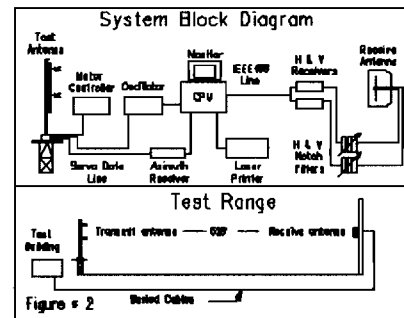 System Block Diagram
Test
Antenna
Monitor
Receive
Antenna
H & V
Receivers
IEEE488
Line
Motor
Controller
Oscillator
CPU
Servo Data
Line
Azimuth
Receiver
Laser
Printer
H & V
Notch
Filters
Test Range
Test
Building
Transmit antenna
Receive antenna
Buried Cables
Figure # 2